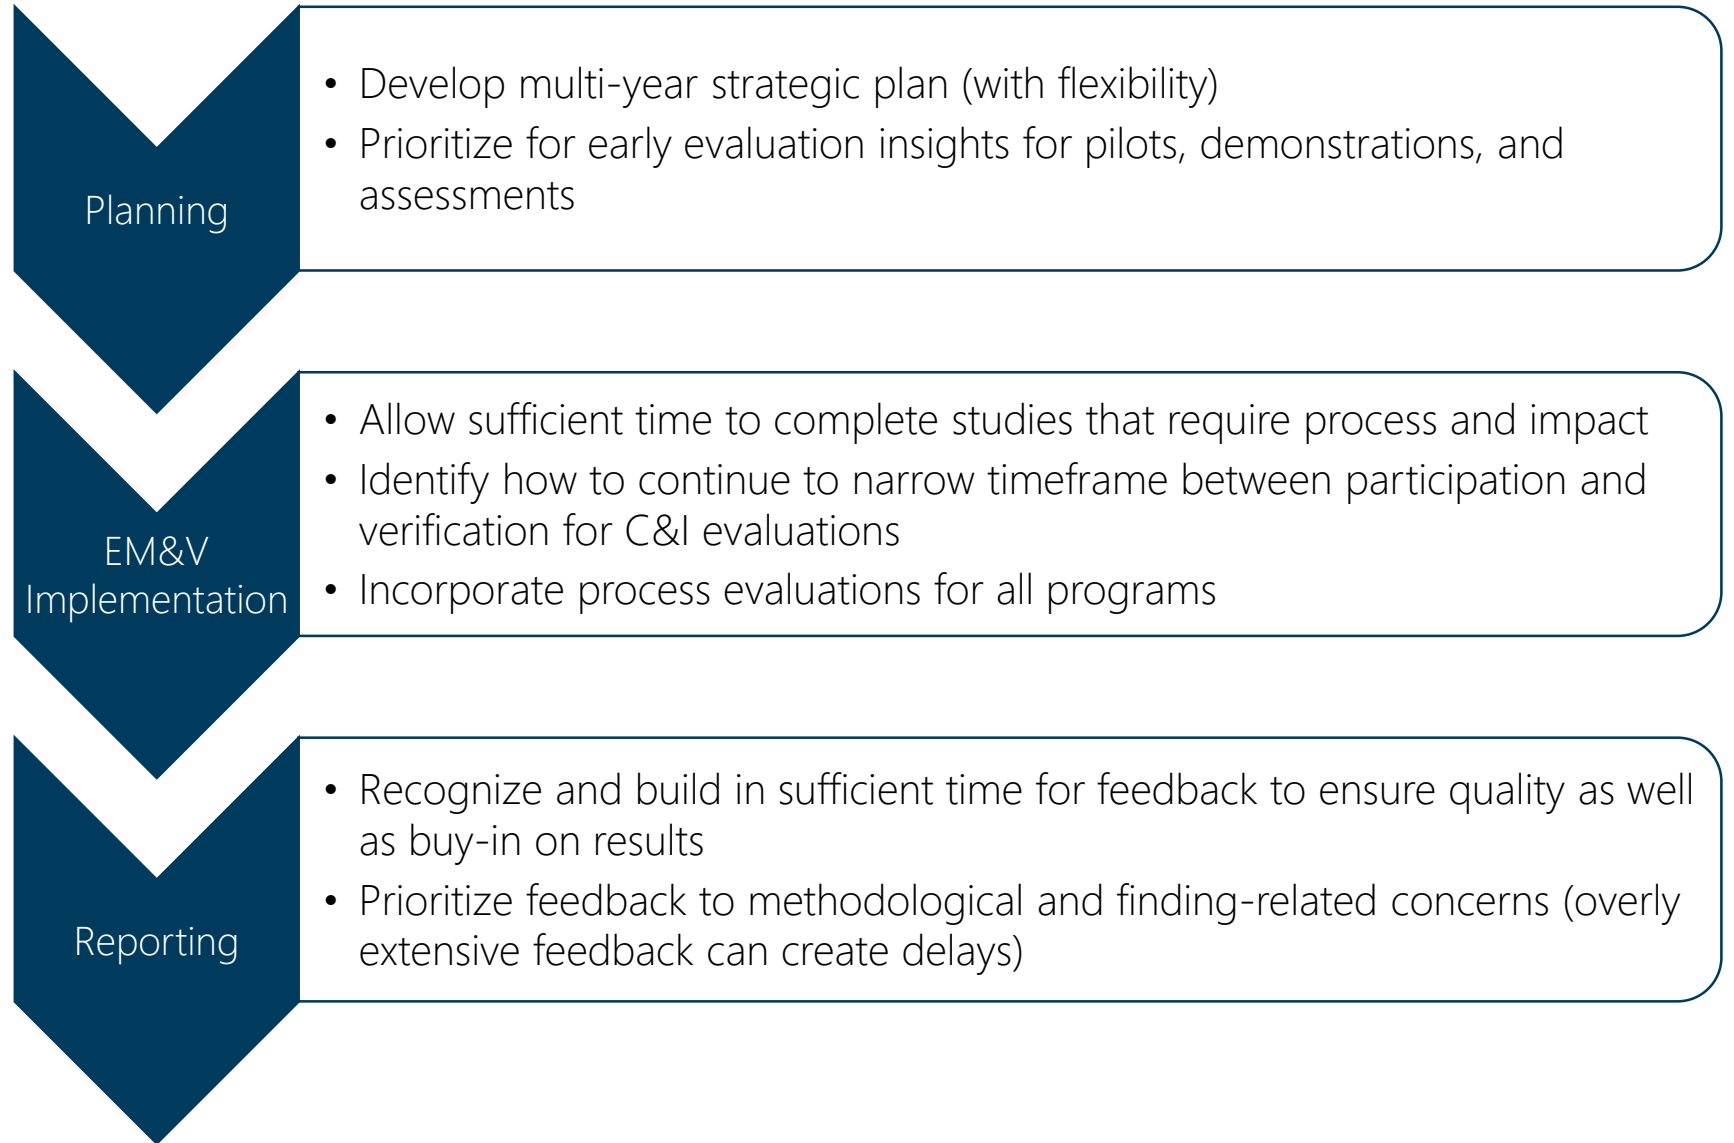 Planning
• Develop multi-year strategic plan (with flexibility)
• Prioritize for early evaluation insights for pilots, demonstrations, and
assessments
EM&V
Implementation
• Allow sufficient time to complete studies that require process and impact
• Identify how to continue to narrow timeframe between participation and
verification for C&I evaluations
• Incorporate process evaluations for all programs
Reporting
• Recognize and build in sufficient time for feedback to ensure quality as well
as buy-in on results
• Prioritize feedback to methodological and finding-related concerns (overly
extensive feedback can create delays)